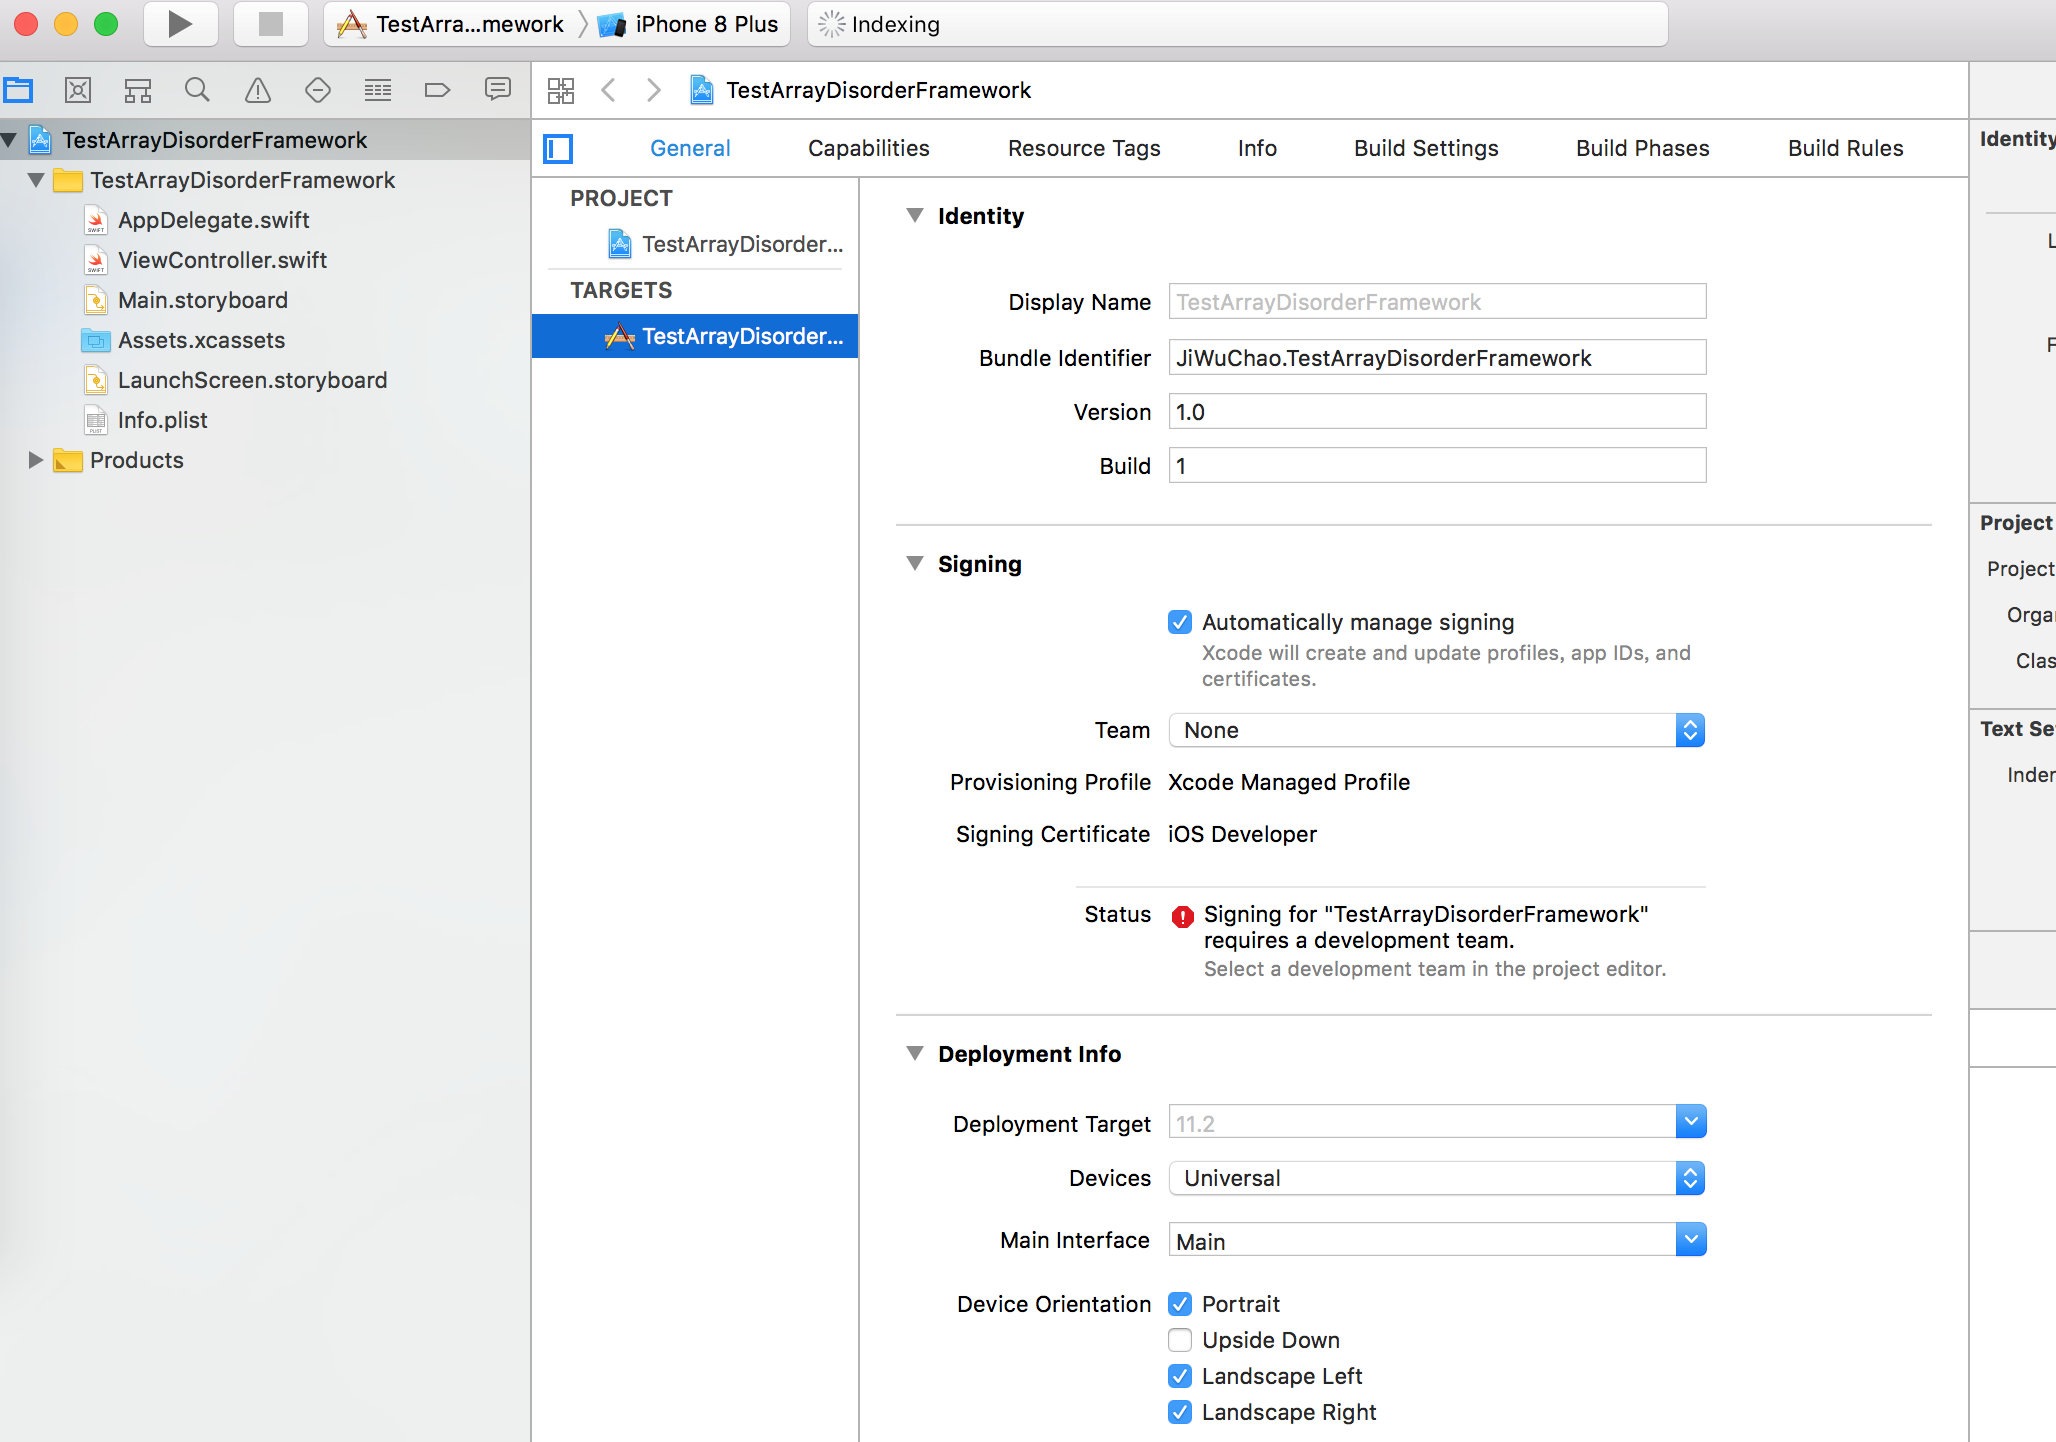 TestArra...mework
iPhone 8 Plus
Indexing
TestArrayDisorderFramework
TestArrayDisorderFramework
AppDelegate.swift
ViewController.swift
Main.storyboard
Assets.xcassets
LaunchScreen.storyboard
Info.plist
Products
TestArrayDisorderFramework
General
Capabilities
Resource Tags
Info
Build Settings
Build Phases
Build Rules
PROJECT
TestArrayDisorder...
TARGETS
TestArrayDisorder...
Identity
Display Name TestArrayDisorderFramework
Bundle Identifier JiWuChao.TestArrayDisorderFramework
Version 1.0
Build 1
Signing
Automatically manage signing
Xcode will create and update profiles, app IDs, and
certificates.
Team None
Provisioning Profile Xcode Managed Profile
Signing Certificate iOS Developer
Status Signing for "TestArrayDisorderFramework"
requires a development team.
Select a development team in the project editor.
Deployment Info
Deployment Target 11.2
Devices Universal
Main Interface Main
Device Orientation Portrait
Upside Down
Landscape Left
Landscape Right
Identity
Project
Project
Text